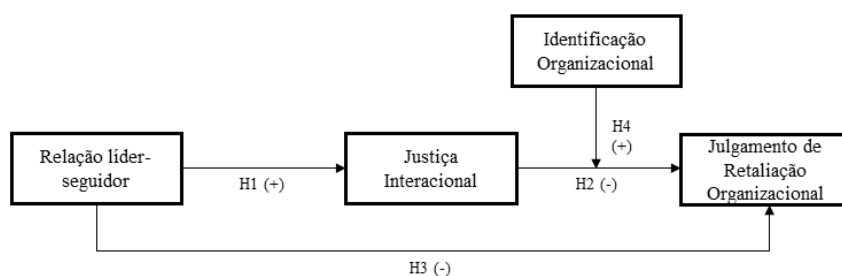 Identificação
Organizacional
H4
(+)
Relação líder-
seguidor
H1 (+)
Justiça
Interacional
H2 (-)
Julgamento de
Retaliação
Organizacional
H3 (-)